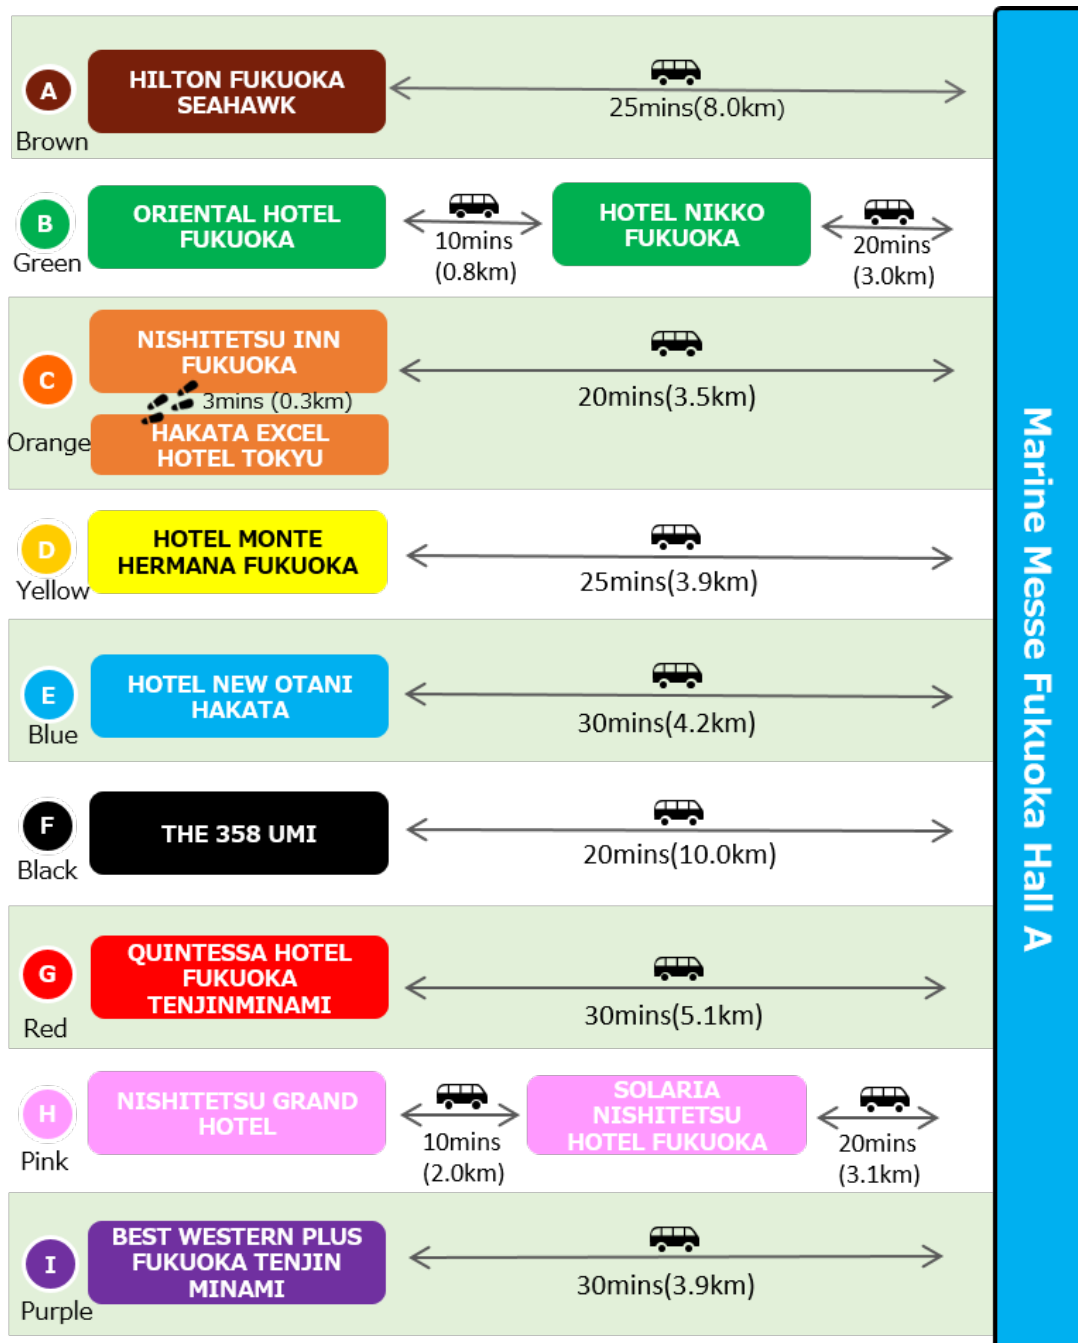 A
Brown
HILTON FUKUOKA
SEAHAWK
25mins(8.0km)
B
Green
ORIENTAL HOTEL
FUKUOKA
10mins
(0.8km)
HOTEL NIKKO
FUKUOKA
20mins
(3.0km)
C
Orange
NISHITETSU INN
FUKUOKA
3mins (0.3km)
HAKATA EXCEL
HOTEL TOKYU
20mins(3.5km)
D
Yellow
HOTEL MONTE
HERMANA FUKUOKA
25mins(3.9km)
E
Blue
HOTEL NEW OTANI
HAKATA
30mins(4.2km)
F
Black
THE 358 UMI
20mins(10.0km)
G
Red
QUINTESSA HOTEL
FUKUOKA
TENJINMINAMI
30mins(5.1km)
H
Pink
NISHITETSU GRAND
HOTEL
10mins
(2.0km)
SOLARIA
NISHITETSU
HOTEL FUKUOKA
20mins
(3.1km)
I
Purple
BEST WESTERN PLUS
FUKUOKA TENJIN
MINAMI
30mins(3.9km)
Marine Messe Fukuoka Hall A